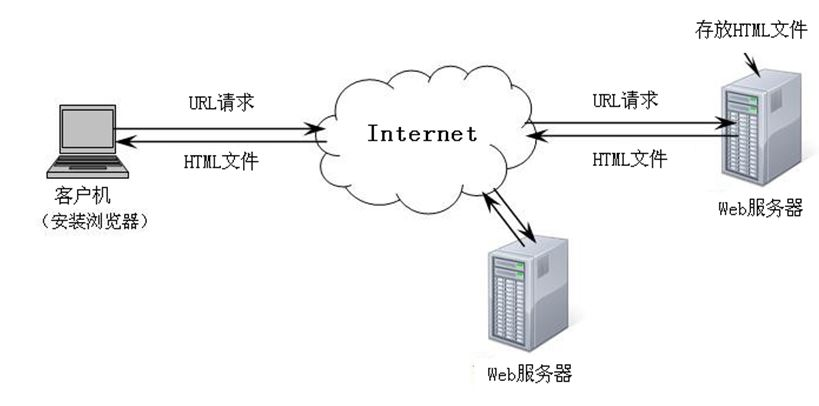 存放HTML文件
URL请求
URL请求
Internet
HTML文件
HTML文件
客户机
（安装浏览器）
Web服务器
Web服务器